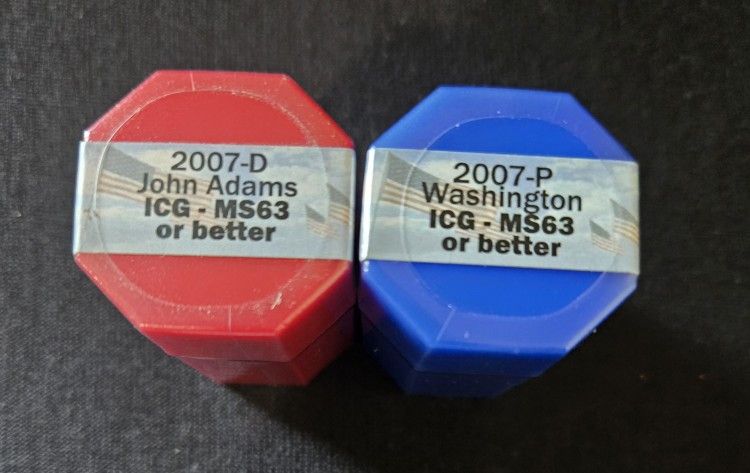 2007-D
John Adams
ICG - MS63
or better
2007-P
Washington
ICG - MS63
or better